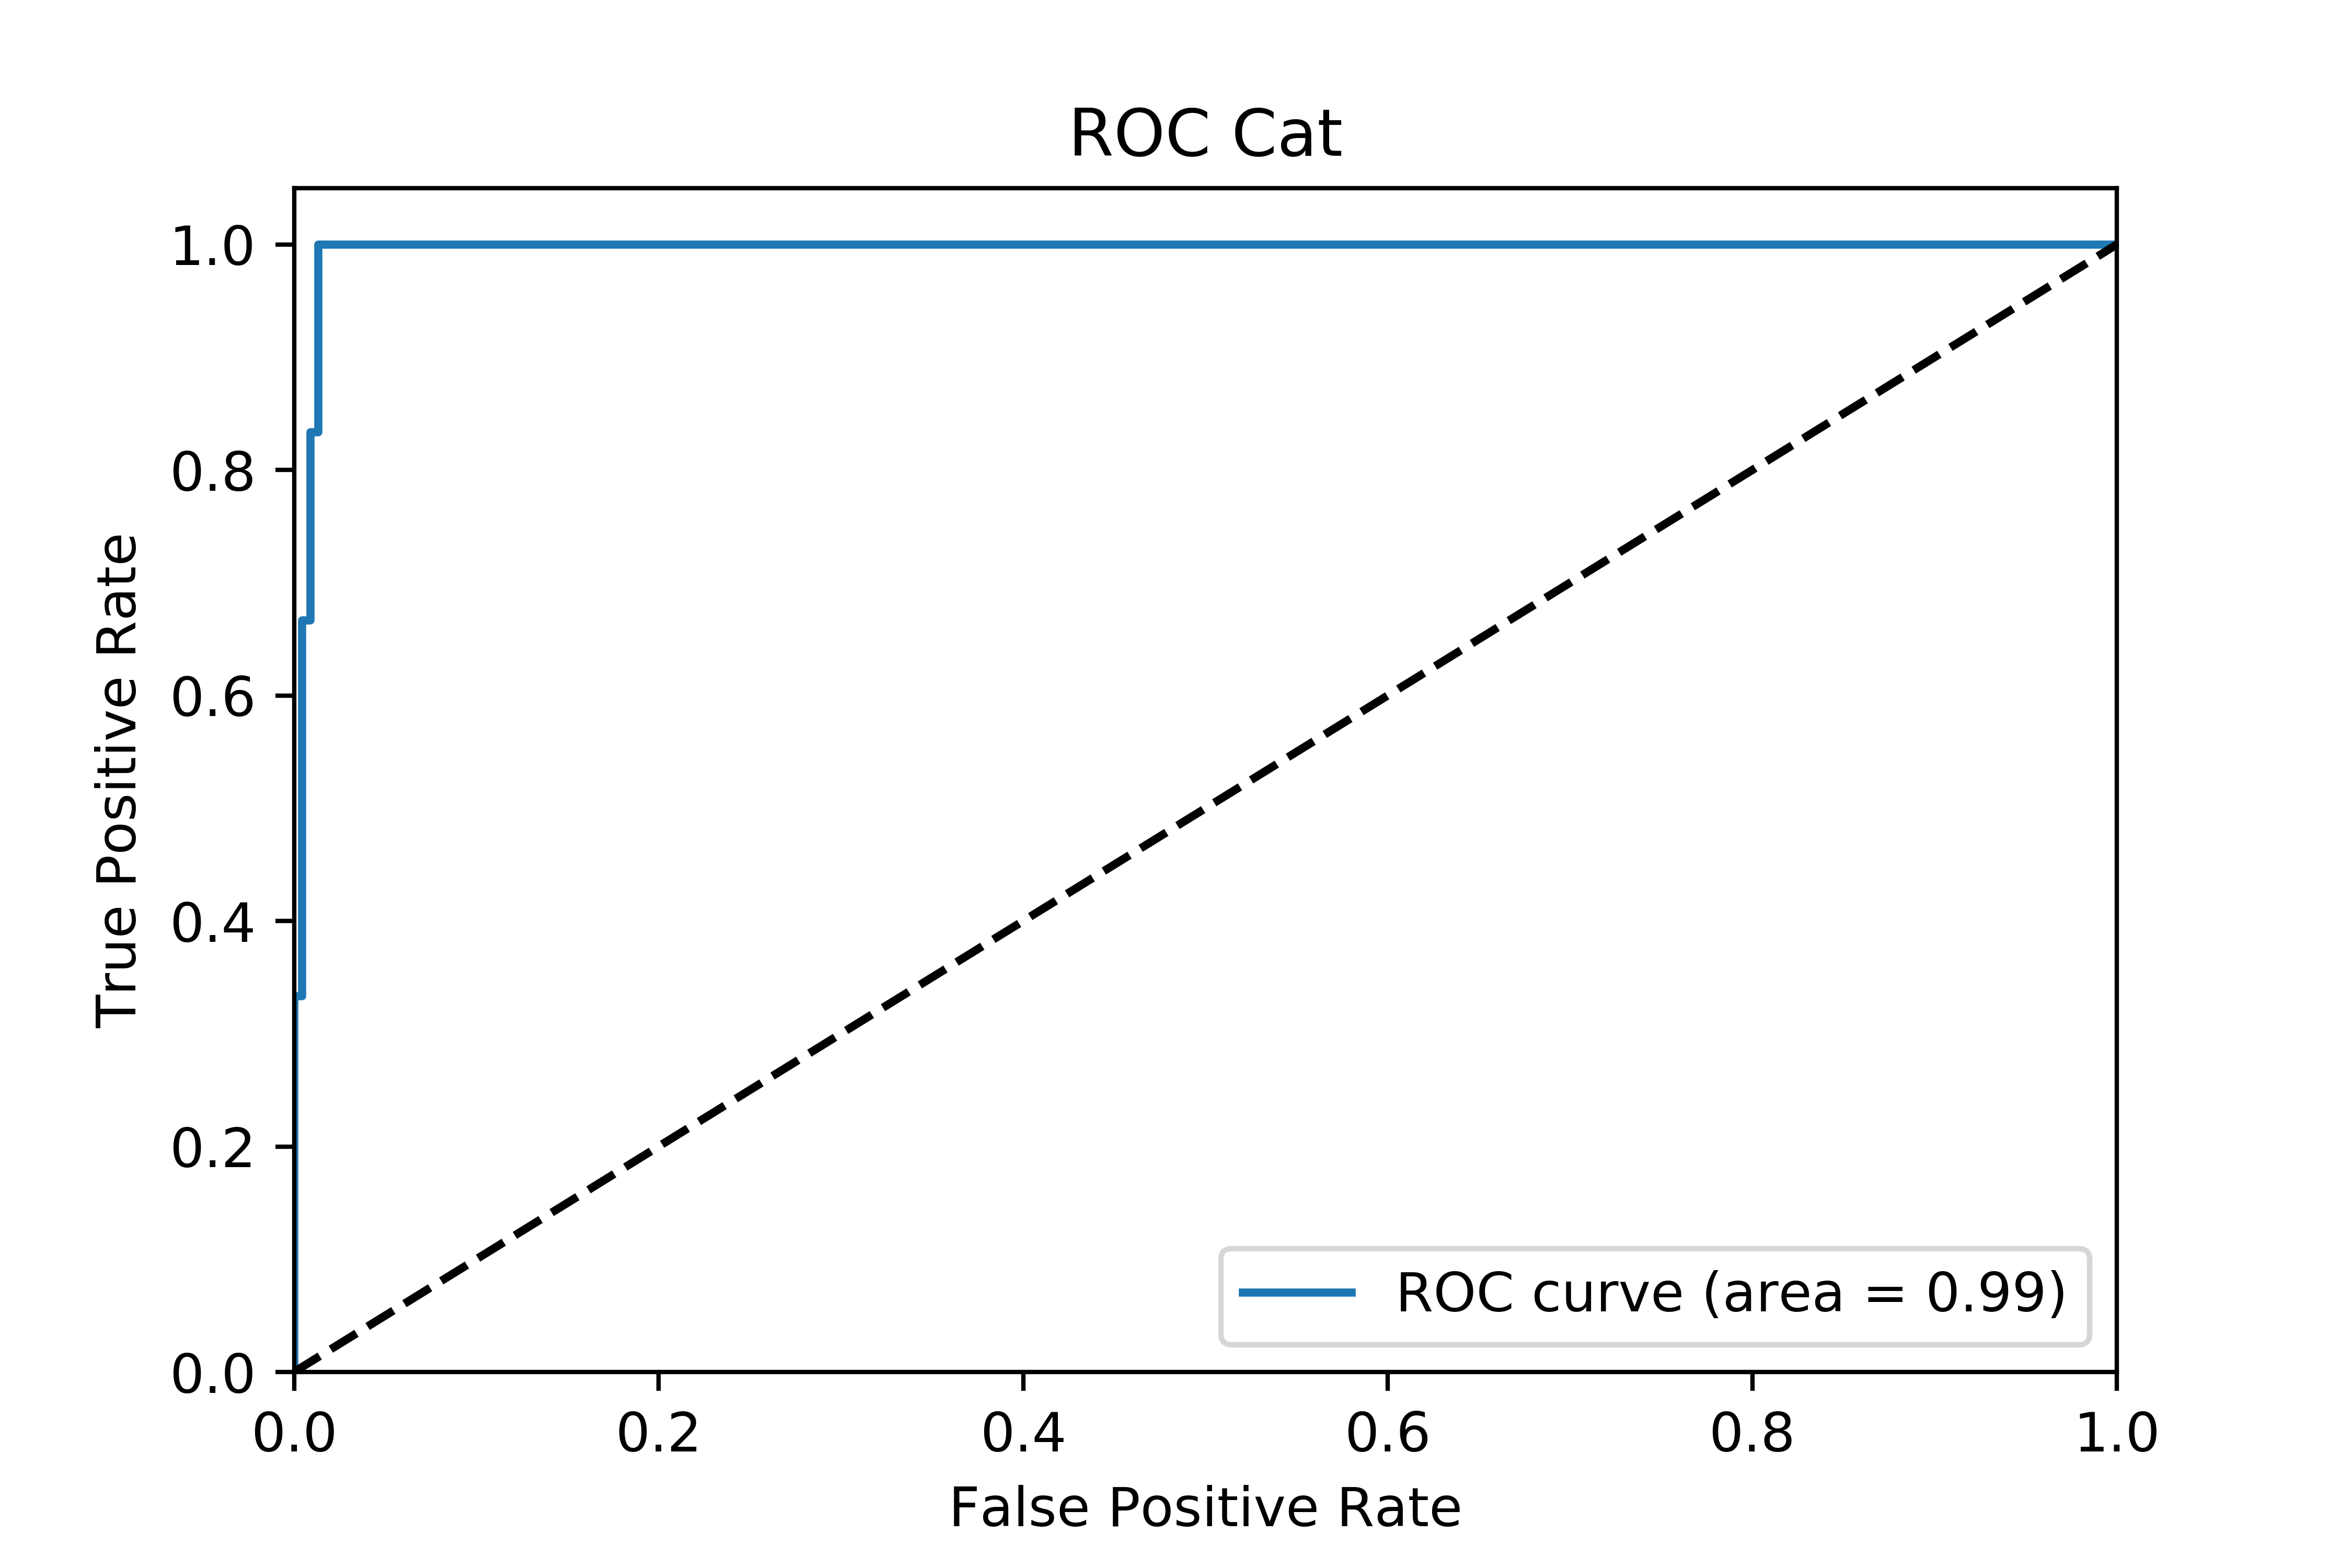 ROC Cat
1.0
0.8
0.6
0.4
0.2
0.0
True Positive Rate
ROC curve (area = 0.99)
0.0 0.2 0.4 0.6 0.8 1.0
False Positive Rate